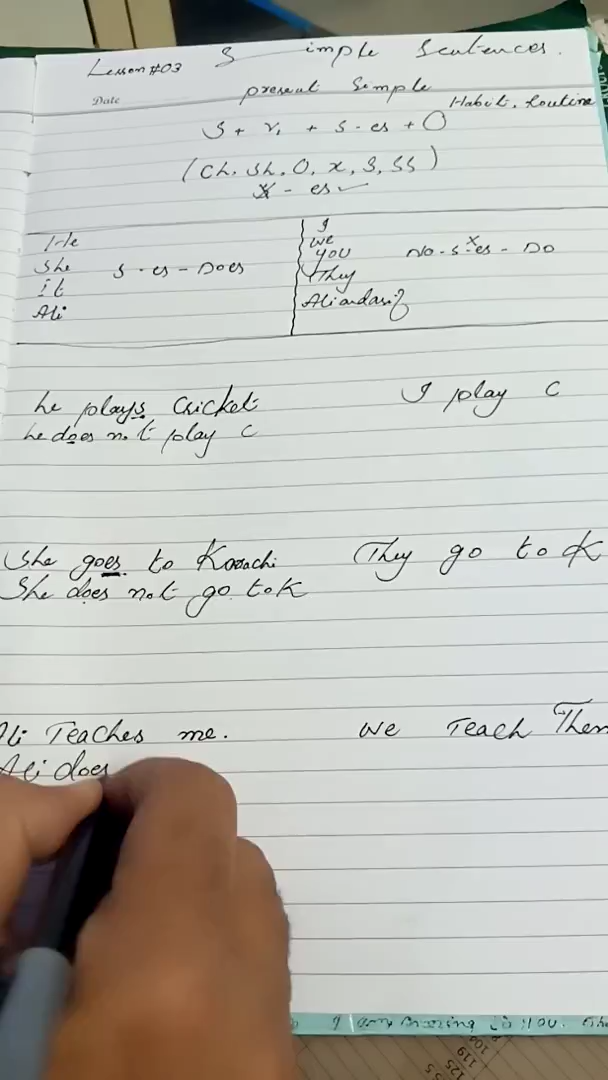 Lesson #03 Simple Sentences.
Date present Simple Habit, Routine
S + V1 + s-es + O
(Ch, Sh, O, x, S, SS)
es ✓
He I
She s-es-Does We
it you No-s-es-Do
Ali They
Ali and asif
he plays Cricket I play C
he does not play C
She goes to Karachi They go to K
She does not go to K
Ali Teaches me. We Teach Them
Ali does